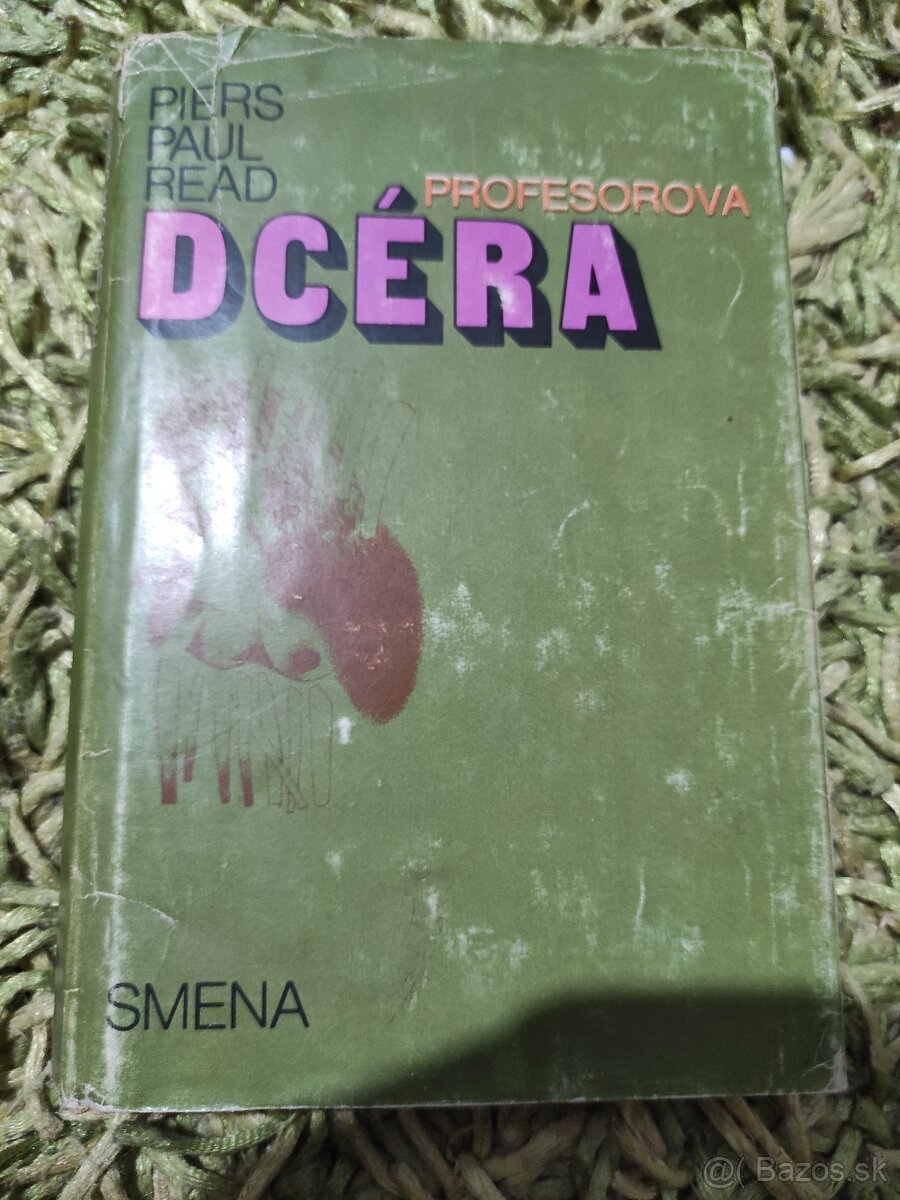 PIERS
PAUL
READ
PROFESOROVA
DCÉRA
SMENA
@( Bazos.sk